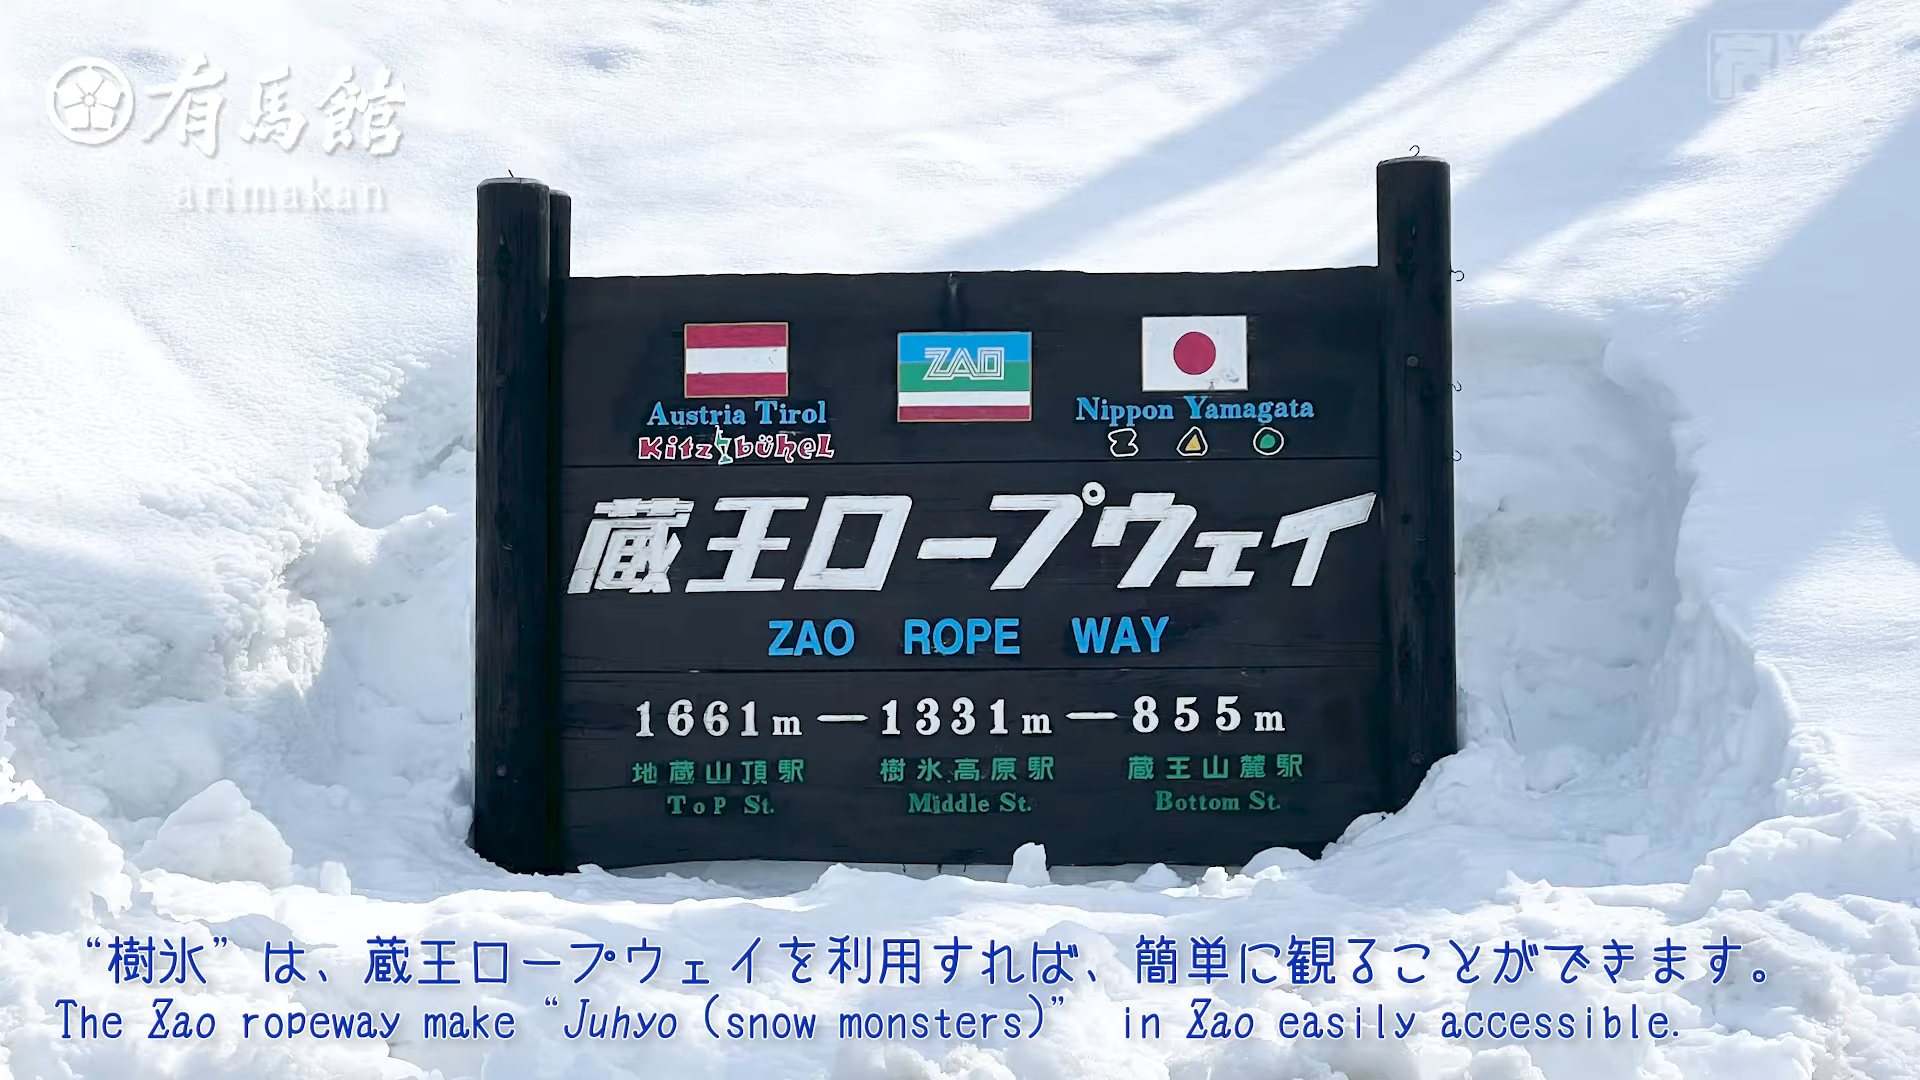 有馬館
arimakan
ZAO
Austria Tirol
Nippon Yamagata
Kitzbühel
ZAO
蔵王ロープウェイ
ZAO ROPE WAY
1661m — 1331m — 855m
地蔵山頂駅 樹氷高原駅 蔵王山麓駅
Top St. Middle St. Bottom St.
“樹氷”は、蔵王ロープウェイを利用すれば、簡単に観ることができます。
The Zao ropeway make “Juhyo (snow monsters)” in Zao easily accessible.